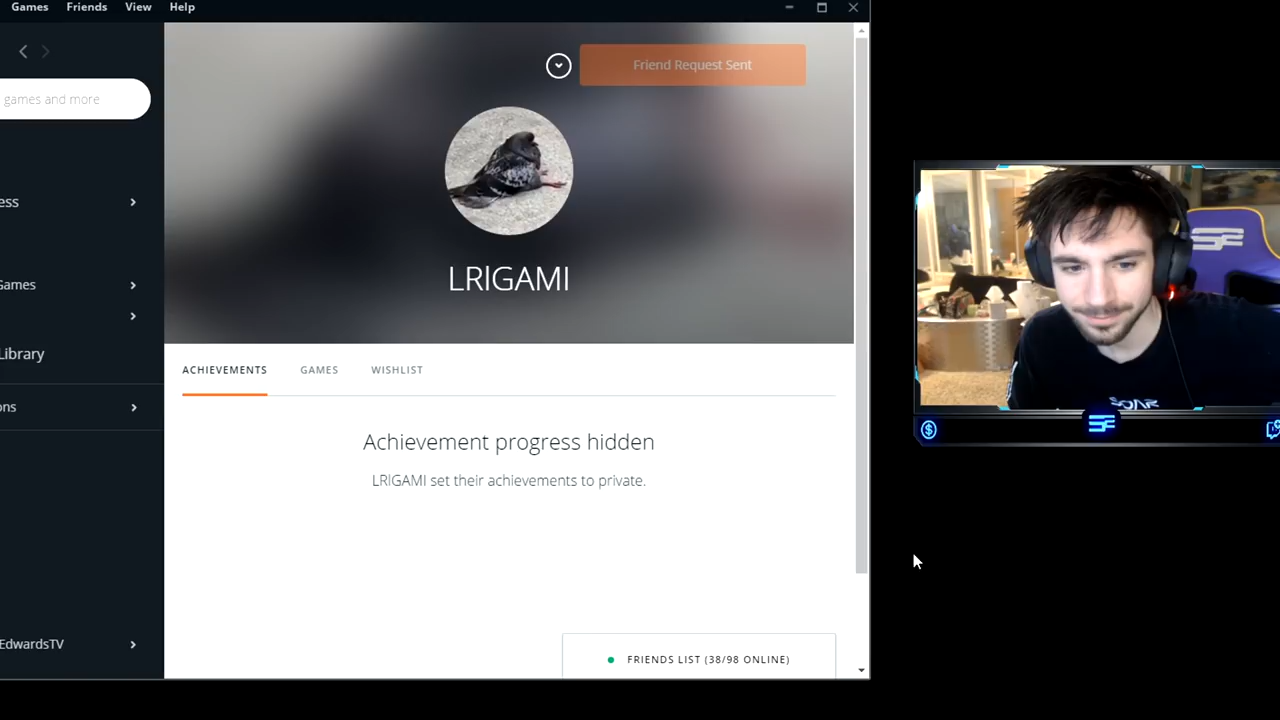 Games Friends View Help
games and more
ess
Games
Library
ons
EdwardsTV
Friend Request Sent
LRIGAMI
ACHIEVEMENTS GAMES WISHLIST
Achievement progress hidden
LRIGAMI set their achievements to private.
FRIENDS LIST (38/98 ONLINE)
SOAR